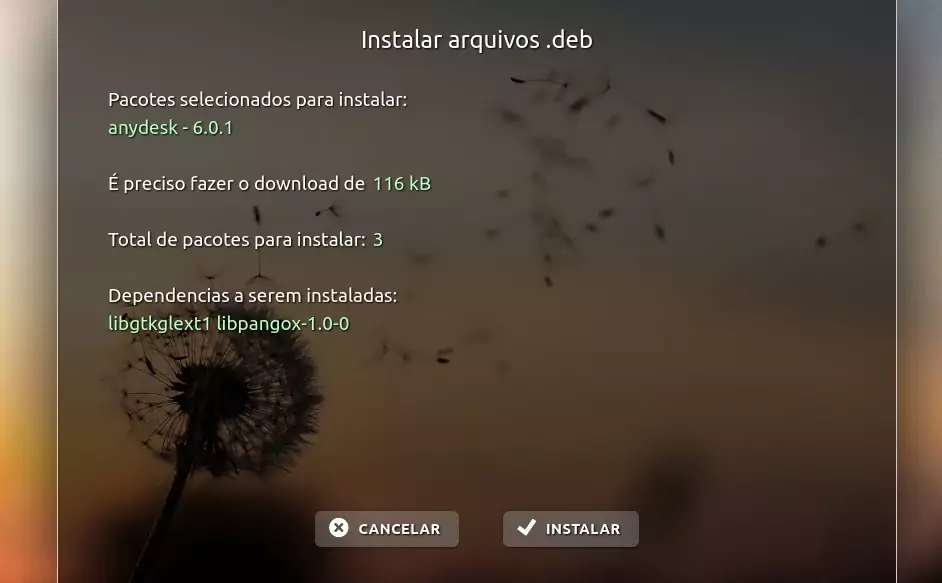 Instalar arquivos .deb
Pacotes selecionados para instalar:
anydesk - 6.0.1
É preciso fazer o download de 116 kB
Total de pacotes para instalar: 3
Dependencias a serem instaladas:
libgtkglext1 libpangox-1.0-0
CANCELAR
INSTALAR